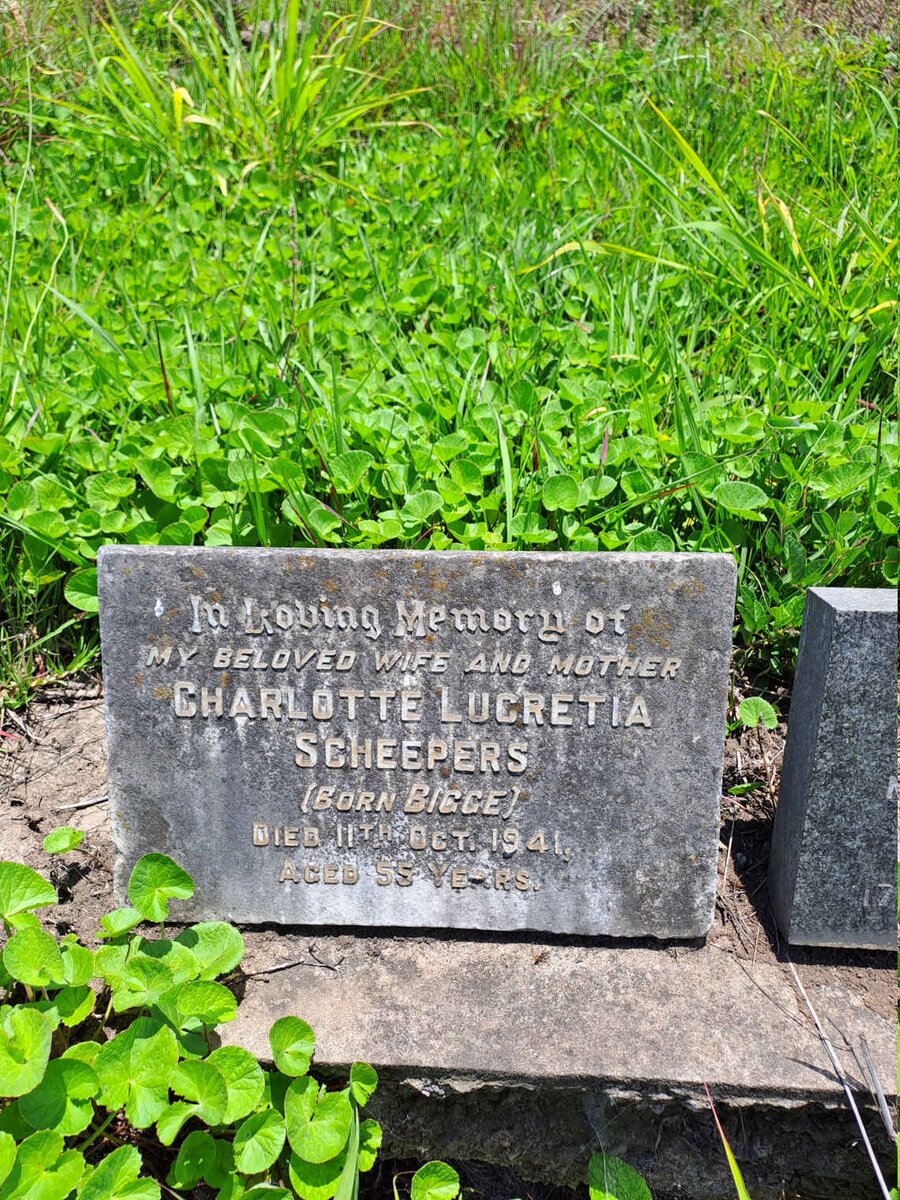 In Loving Memory of
MY BELOVED WIFE AND MOTHER
CHARLOTTE LUCRETIA
SCHEEPERS
(BORN BIGGE)
DIED 11TH OCT. 1941.
AGED 55 YEARS.